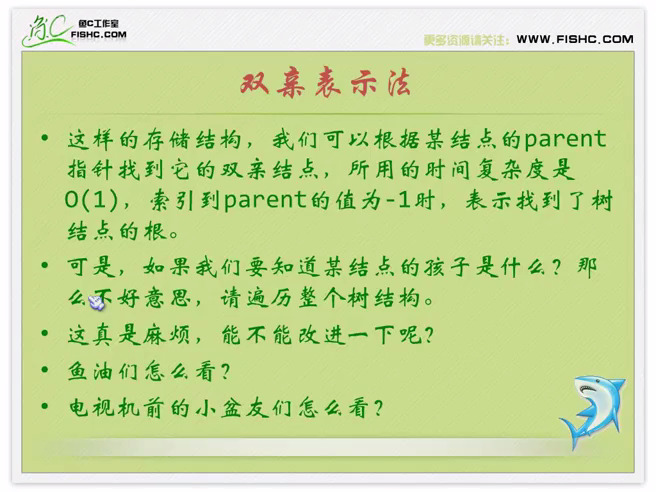 鱼C工作室
FISHC.COM
更多资源请关注：WWW.FISHC.COM
双亲表示法
• 这样的存储结构，我们可以根据某结点的parent
指针找到它的双亲结点，所用的时间复杂度是
O(1)，索引到parent的值为-1时，表示找到了树
结点的根。
• 可是，如果我们要知道某结点的孩子是什么？那
么不好意思，请遍历整个树结构。
• 这真是麻烦，能不能改进一下呢？
• 鱼油们怎么看？
• 电视机前的小盆友们怎么看？